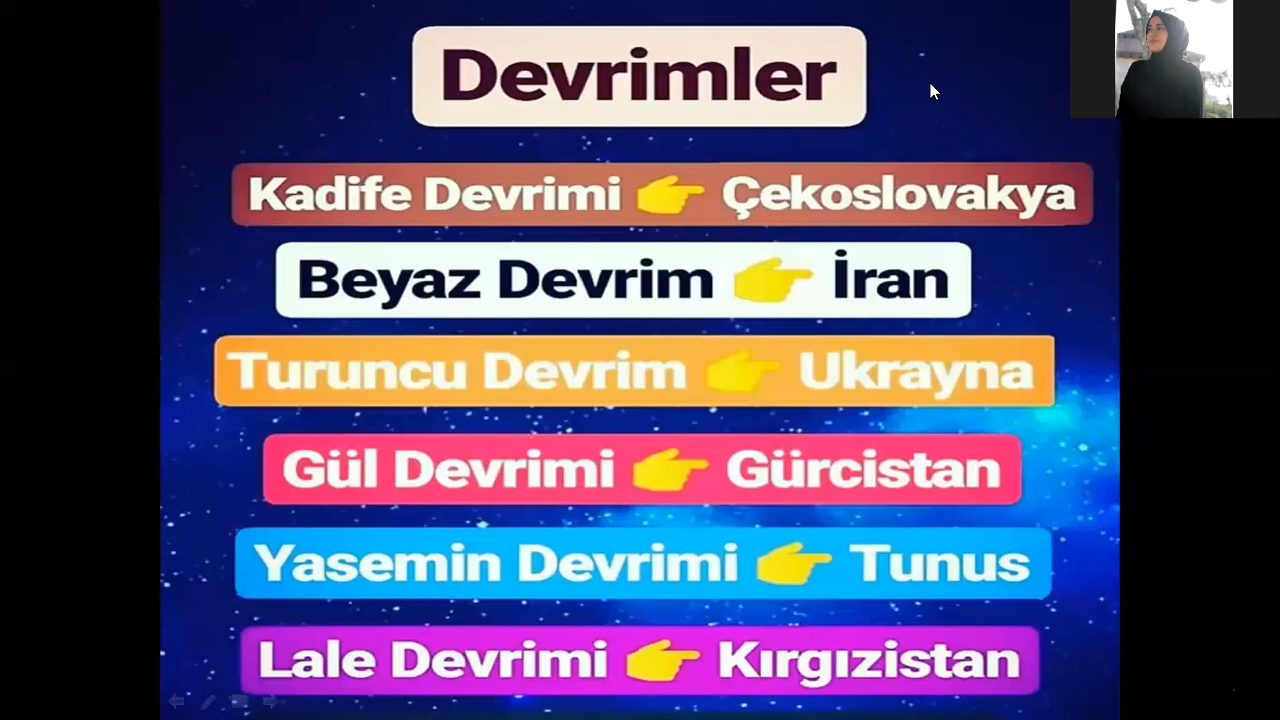 Devrimler
Kadife Devrimi 👉 Çekoslovakya
Beyaz Devrim 👉 İran
Turuncu Devrim 👉 Ukrayna
Gül Devrimi 👉 Gürcistan
Yasemin Devrimi 👉 Tunus
Lale Devrimi 👉 Kırgızistan